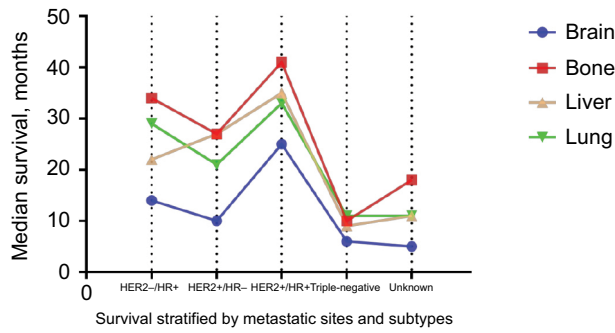 Median survival, months
50
40
30
20
10
0
0
HER2–/HR+ HER2+/HR– HER2+/HR+ Triple-negative Unknown
Survival stratified by metastatic sites and subtypes
Brain
Bone
Liver
Lung